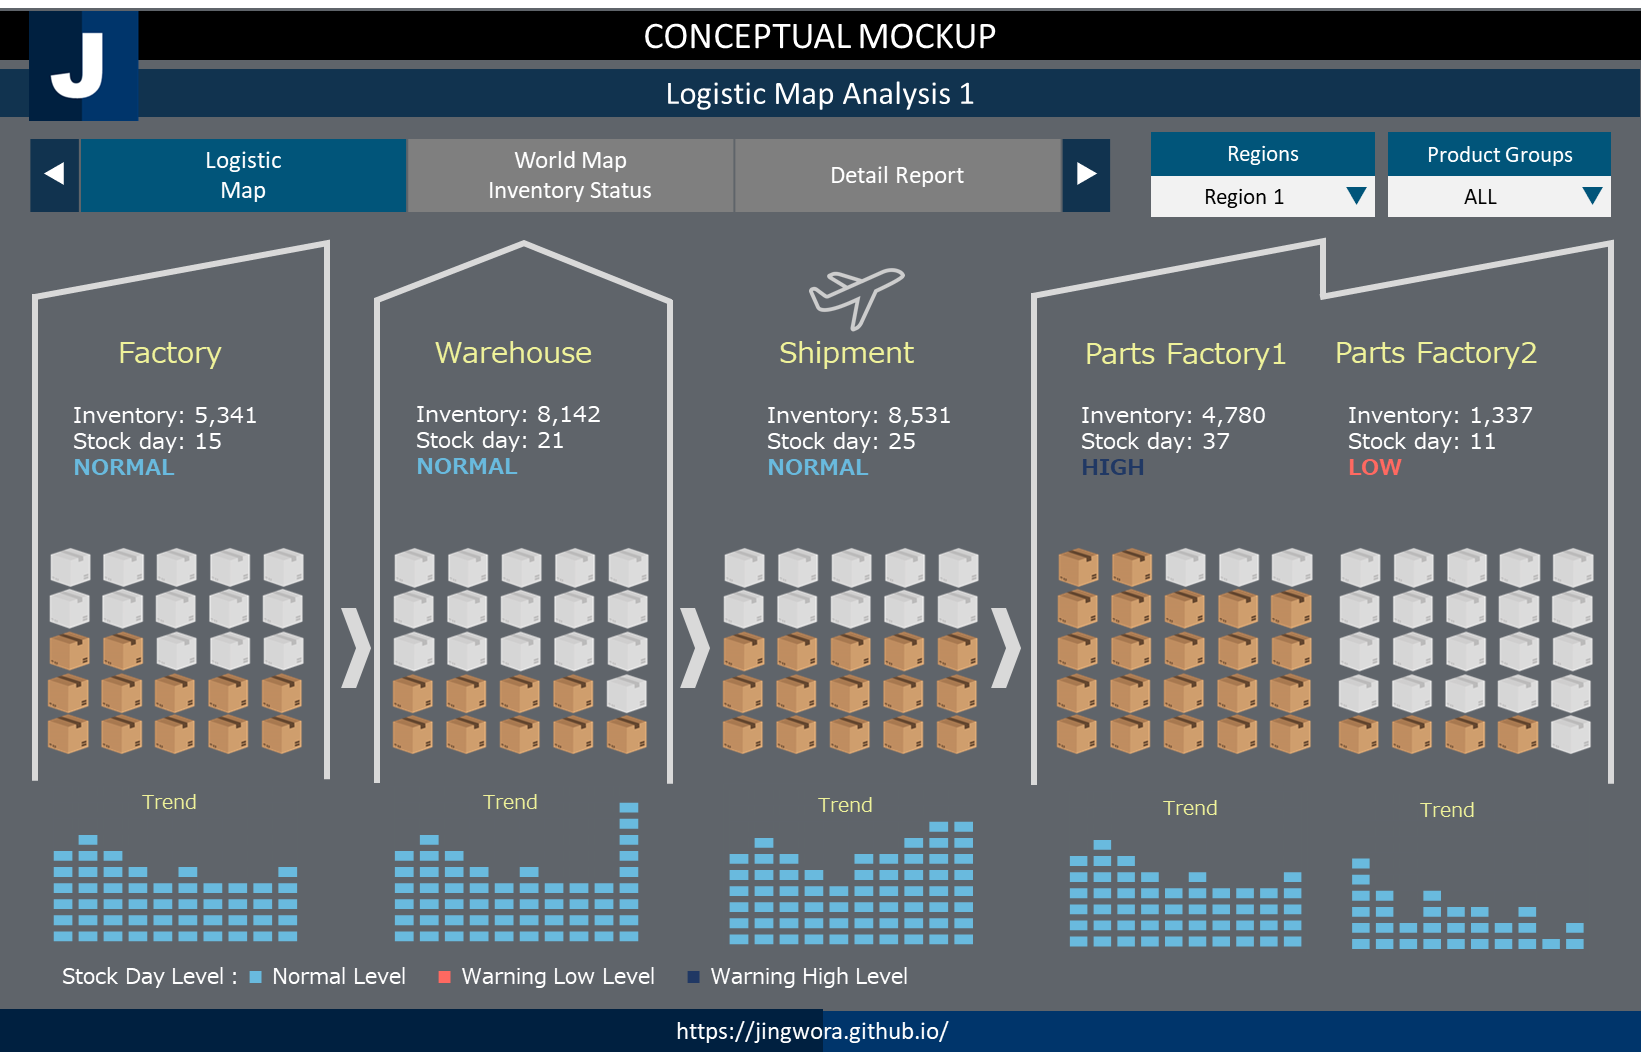 CONCEPTUAL MOCKUP
J
Logistic Map Analysis 1
Logistic
Map
World Map
Inventory Status
Detail Report
Regions
Region 1
Product Groups
ALL
Factory
Inventory: 5,341
Stock day: 15
NORMAL
Warehouse
Inventory: 8,142
Stock day: 21
NORMAL
Shipment
Inventory: 8,531
Stock day: 25
NORMAL
Parts Factory1
Inventory: 4,780
Stock day: 37
HIGH
Parts Factory2
Inventory: 1,337
Stock day: 11
LOW
Trend
Trend
Trend
Trend
Trend
Stock Day Level : Normal Level Warning Low Level Warning High Level
https://jingwora.github.io/